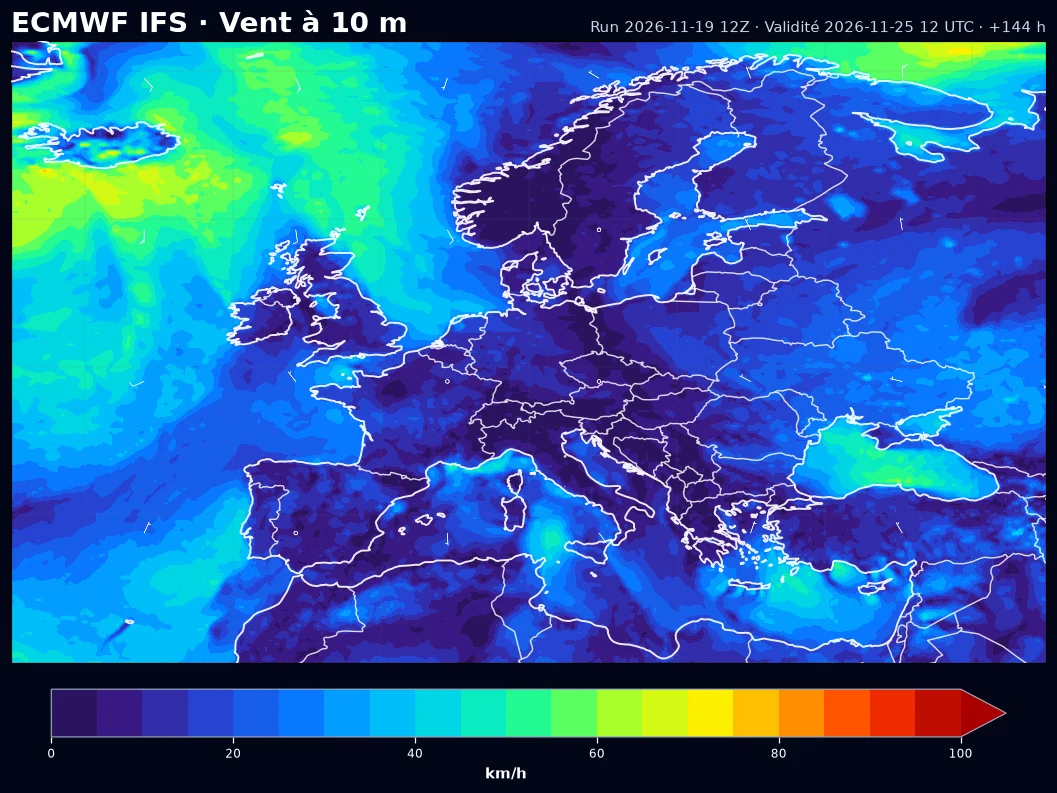 ECMWF IFS · Vent à 10 m
Run 2026-11-19 12Z · Validité 2026-11-25 12 UTC · +144 h
0 20 40 60 80 100
km/h